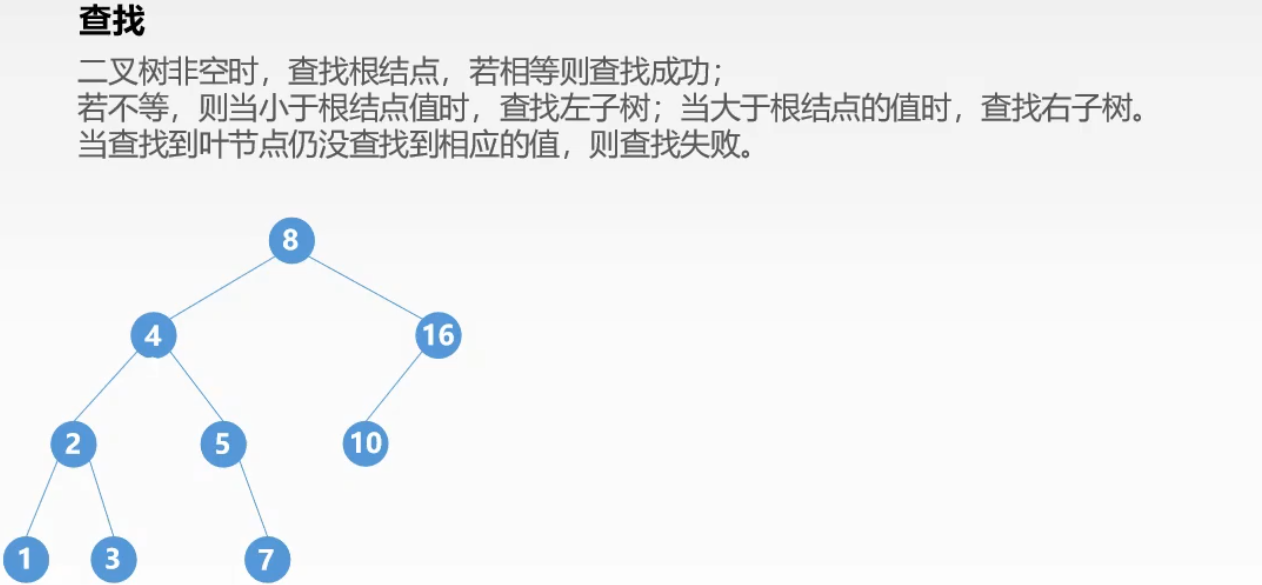 查找
二叉树非空时，查找根结点，若相等则查找成功；
若不等，则当小于根结点值时，查找左子树；当大于根结点的值时，查找右子树。
当查找到叶节点仍没查找到相应的值，则查找失败。
8
4
16
2
5
10
1
3
7